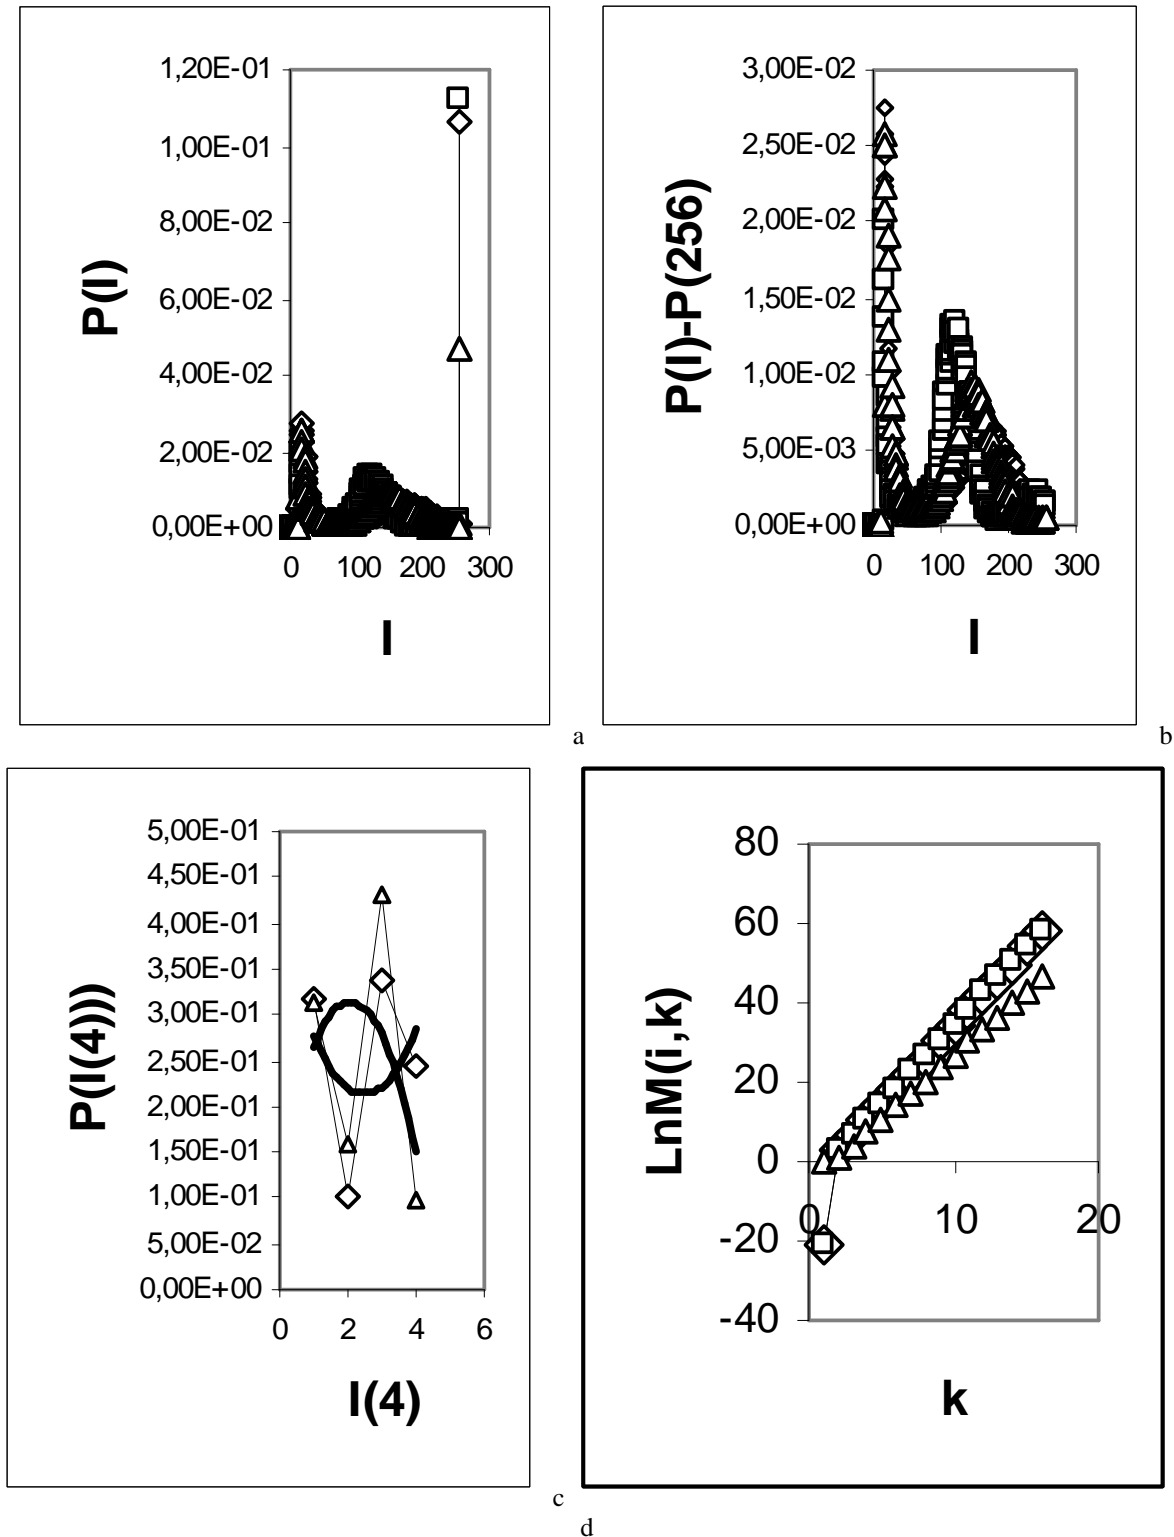 1,20E-01
1,00E-01
8,00E-02
6,00E-02
4,00E-02
2,00E-02
0,00E+00
0 100 200 300
P(I)
I
a
3,00E-02
2,50E-02
2,00E-02
1,50E-02
1,00E-02
5,00E-03
0,00E+00
0 100 200 300
P(I)-P(256)
I
b
5,00E-01
4,50E-01
4,00E-01
3,50E-01
3,00E-01
2,50E-01
2,00E-01
1,50E-01
1,00E-01
5,00E-02
0,00E+00
0 2 4 6
P(I(4)))
I(4)
c
80
60
40
20
0
-20
-40
0 10 20
LnM(i,k)
k
d